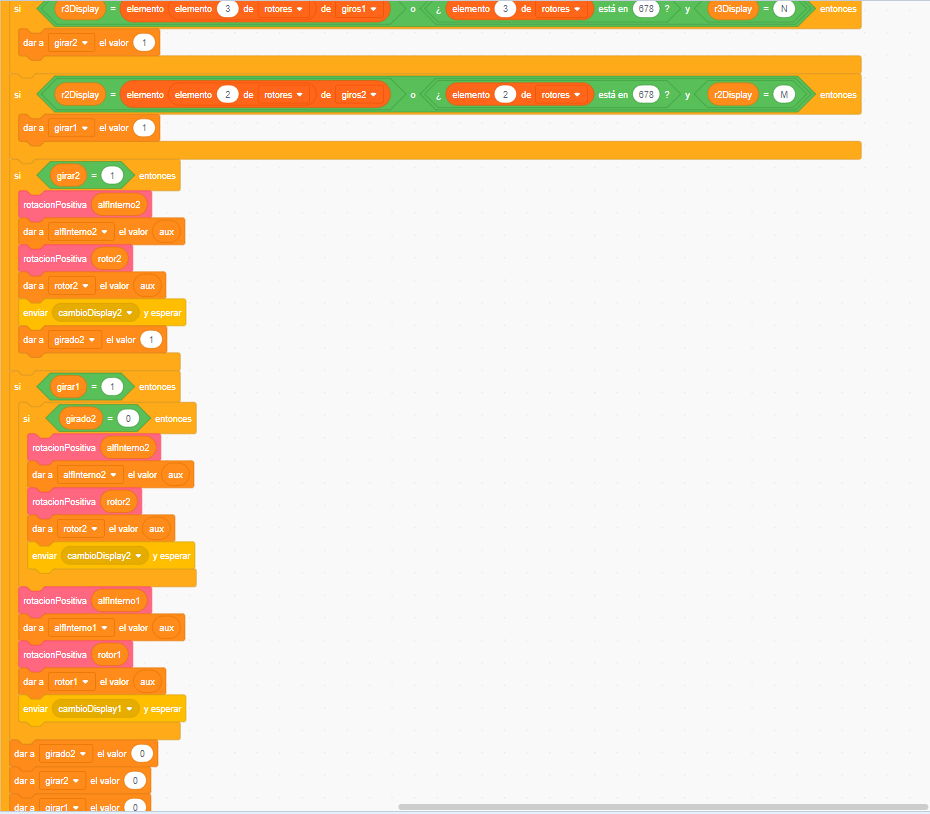 si r3Display = elemento elemento 3 de rotores de giros1 o ¿ elemento 3 de rotores está en 678 ? y r3Display = N entonces
dar a girar2 el valor 1
si r2Display = elemento elemento 2 de rotores de giros2 o ¿ elemento 2 de rotores está en 678 ? y r2Display = M entonces
dar a girar1 el valor 1
si girar2 = 1 entonces
rotacionPositiva alfInterno2
dar a alfInterno2 el valor aux
rotacionPositiva rotor2
dar a rotor2 el valor aux
enviar cambioDisplay2 y esperar
dar a girado2 el valor 1
si girar1 = 1 entonces
si girado2 = 0 entonces
rotacionPositiva alfInterno2
dar a alfInterno2 el valor aux
rotacionPositiva rotor2
dar a rotor2 el valor aux
enviar cambioDisplay2 y esperar
rotacionPositiva alfInterno1
dar a alfInterno1 el valor aux
rotacionPositiva rotor1
dar a rotor1 el valor aux
enviar cambioDisplay1 y esperar
dar a girado2 el valor 0
dar a girar2 el valor 0
dar a girar1 el valor 0